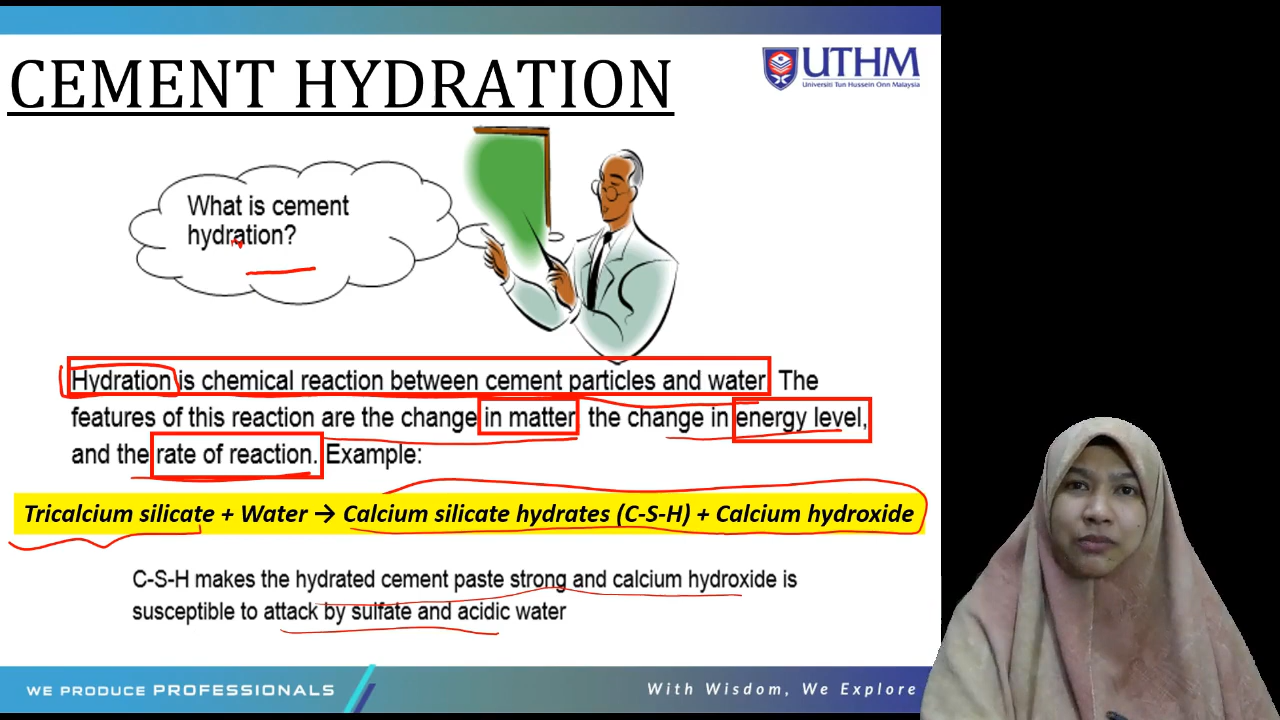 CEMENT HYDRATION
UTHM
Universiti Tun Hussein Onn Malaysia
What is cement
hydration?
Hydration is chemical reaction between cement particles and water. The
features of this reaction are the change in matter, the change in energy level,
and the rate of reaction. Example:
Tricalcium silicate + Water → Calcium silicate hydrates (C-S-H) + Calcium hydroxide
C-S-H makes the hydrated cement paste strong and calcium hydroxide is
susceptible to attack by sulfate and acidic water
WE PRODUCE PROFESSIONALS
With Wisdom, We Explore